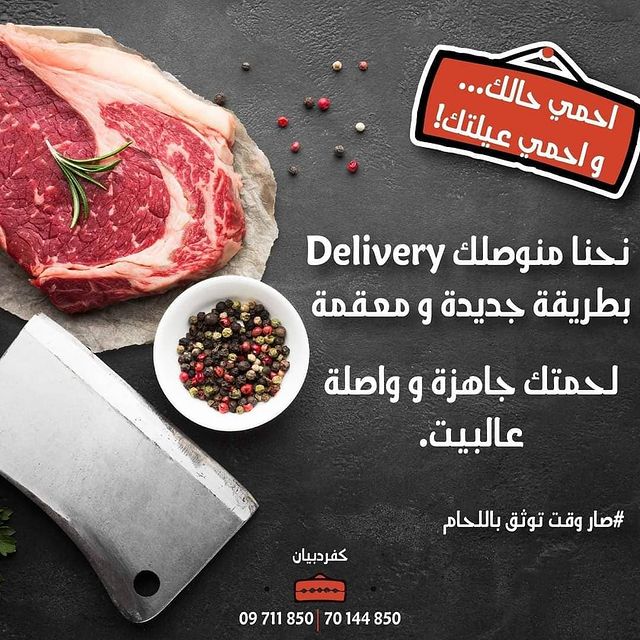 احمي حالك...
و احمي عيلتك!
نحنا منوصلك Delivery
بطريقة جديدة و معقمة
لحمتك جاهزة و واصلة
عالبيت.
#صار وقت توثق باللحام
كفردبيان
09 711 850 | 70 144 850